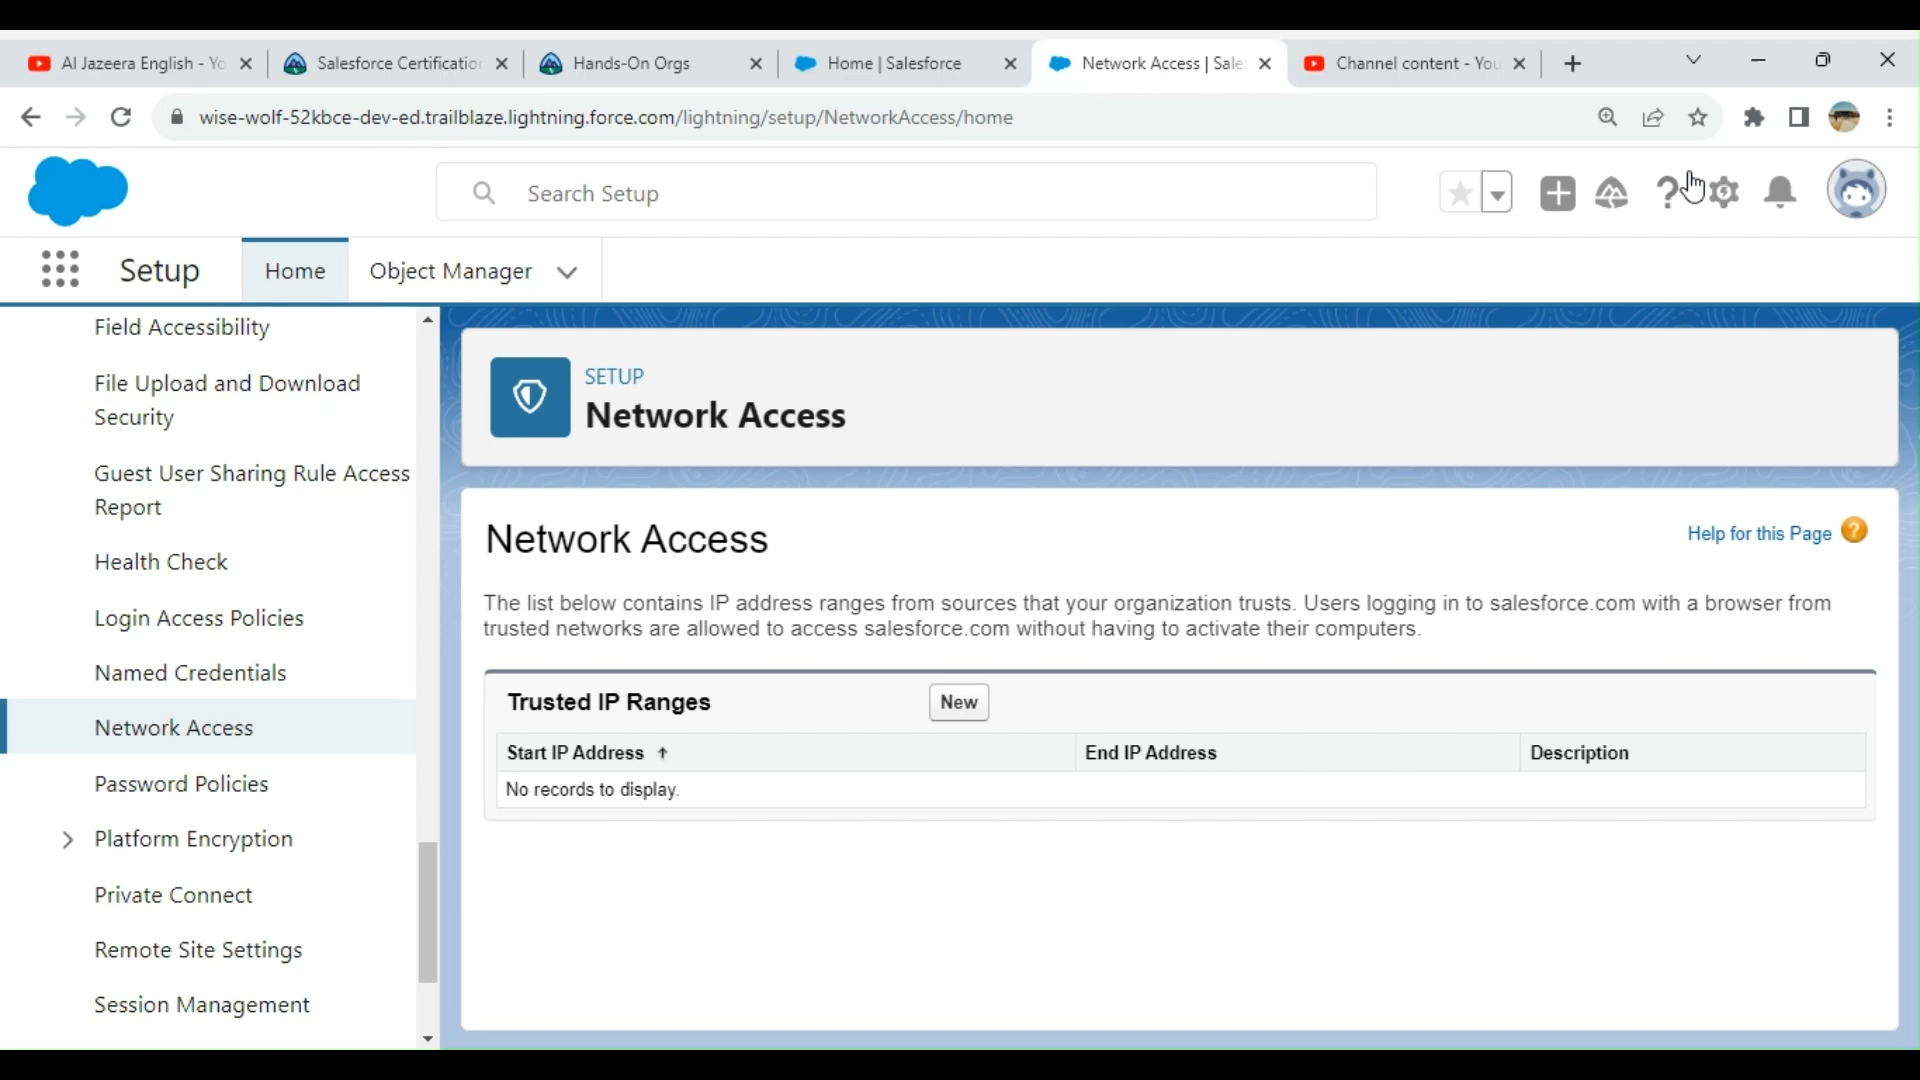 Al Jazeera English - Yo
Salesforce Certification
Hands-On Orgs
Home | Salesforce
Network Access | Sale
Channel content - You
wise-wolf-52kbce-dev-ed.trailblaze.lightning.force.com/lightning/setup/NetworkAccess/home
Search Setup
Setup
Home
Object Manager
Field Accessibility
File Upload and Download
Security
Guest User Sharing Rule Access
Report
Health Check
Login Access Policies
Named Credentials
Network Access
Password Policies
Platform Encryption
Private Connect
Remote Site Settings
Session Management
SETUP
Network Access
Network Access
Help for this Page
The list below contains IP address ranges from sources that your organization trusts. Users logging in to salesforce.com with a browser from
trusted networks are allowed to access salesforce.com without having to activate their computers.
Trusted IP Ranges
New
Start IP Address
End IP Address
Description
No records to display.